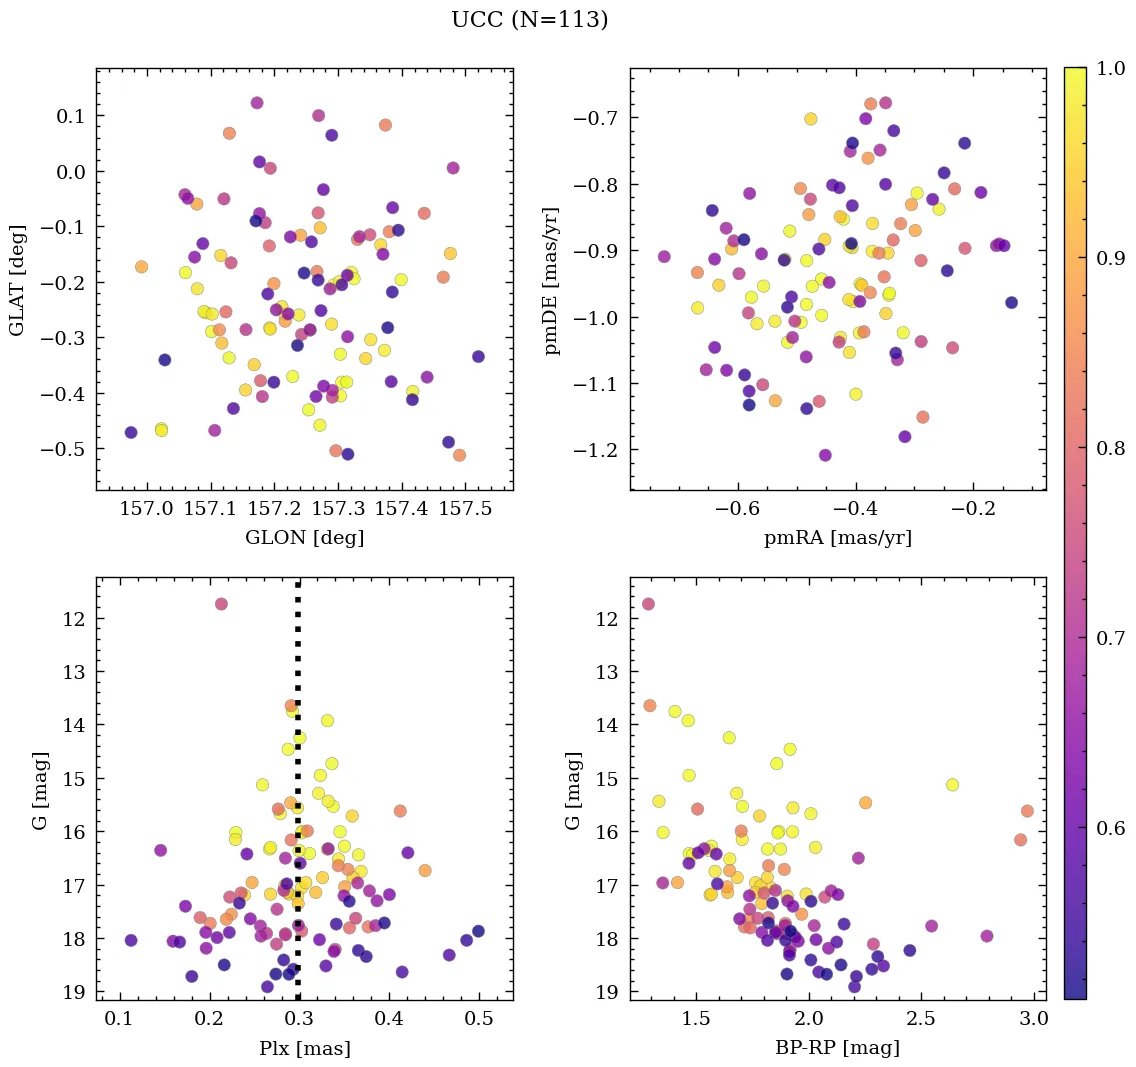 UCC (N=113)
0.1
0.0
−0.1
−0.2
−0.3
−0.4
−0.5
GLAT [deg]
157.0 157.1 157.2 157.3 157.4 157.5
GLON [deg]
−0.7
−0.8
−0.9
−1.0
−1.1
−1.2
pmDE [mas/yr]
−0.6 −0.4 −0.2
pmRA [mas/yr]
12
13
14
15
16
17
18
19
G [mag]
0.1 0.2 0.3 0.4 0.5
Plx [mas]
12
13
14
15
16
17
18
19
G [mag]
1.5 2.0 2.5 3.0
BP-RP [mag]
1.0
0.9
0.8
0.7
0.6